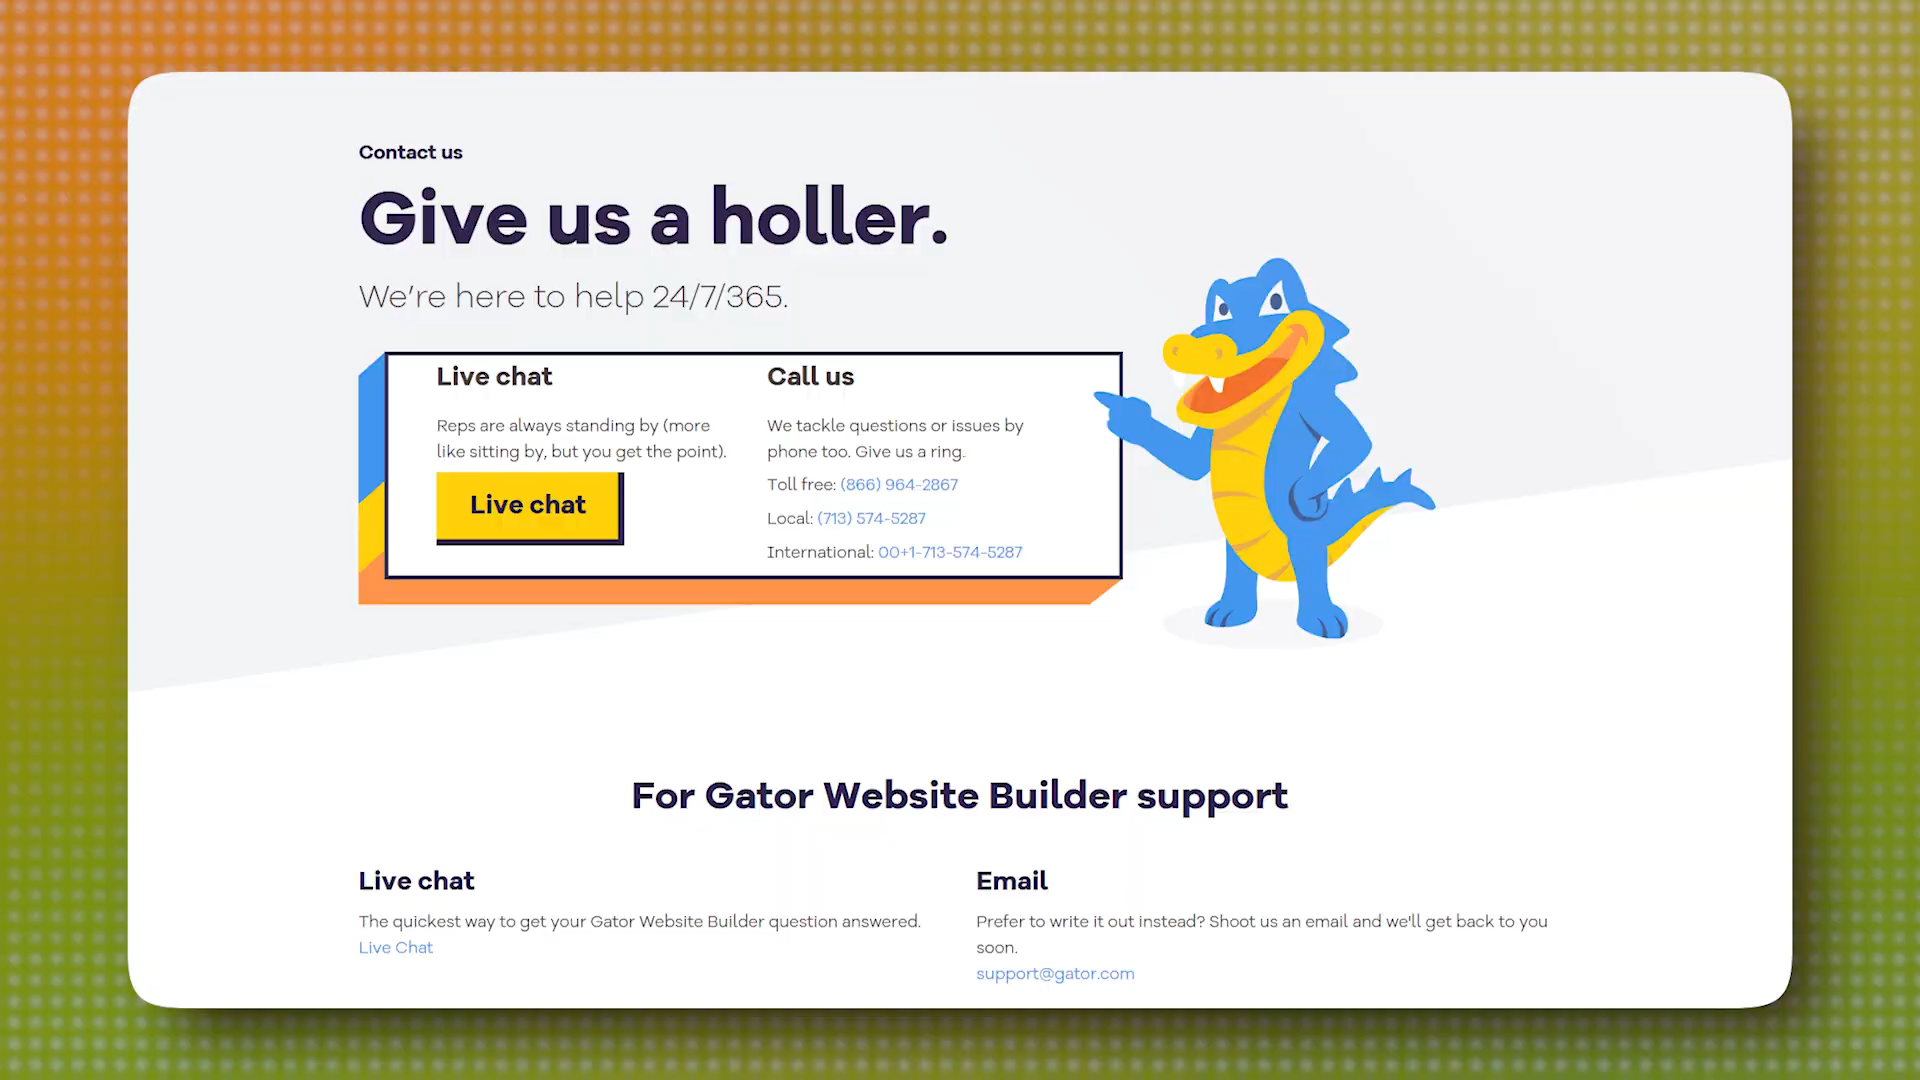 Contact us
Give us a holler.
We're here to help 24/7/365.
Live chat
Reps are always standing by (more
like sitting by, but you get the point).
Live chat
Call us
We tackle questions or issues by
phone too. Give us a ring.
Toll free: (866) 964-2867
Local: (713) 574-5287
International: 00+1-713-574-5287
For Gator Website Builder support
Live chat
The quickest way to get your Gator Website Builder question answered.
Live Chat
Email
Prefer to write it out instead? Shoot us an email and we'll get back to you
soon.
support@gator.com